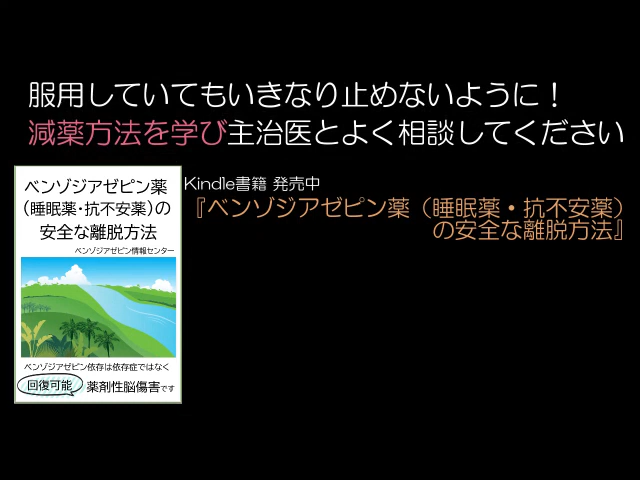 服用していてもいきなり止めないように！
減薬方法を学び主治医とよく相談してください
ベンゾジアゼピン薬
（睡眠薬・抗不安薬）の
安全な離脱方法
ベンゾジアゼピン情報センター
ベンゾジアゼピン依存は依存症ではなく
回復可能 薬剤性脳傷害です
Kindle書籍 発売中
『ベンゾジアゼピン薬（睡眠薬・抗不安薬）
の安全な離脱方法』